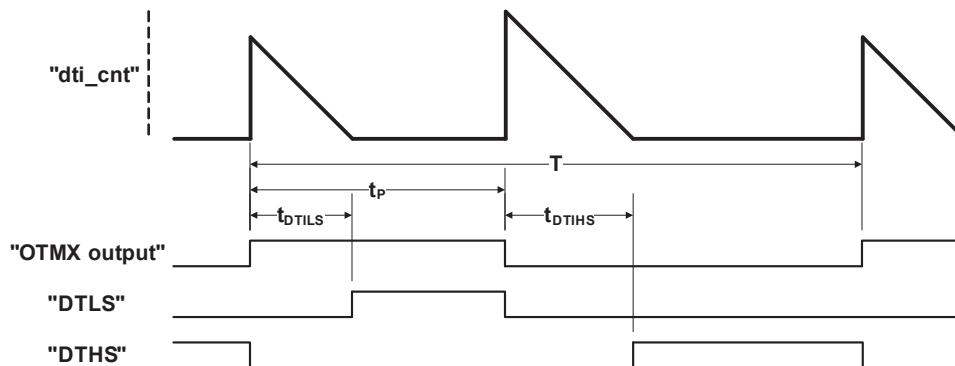 "dti_cnt"
T
tP
tDTILS
tDTIHS
"OTMX output"
"DTLS"
"DTHS"